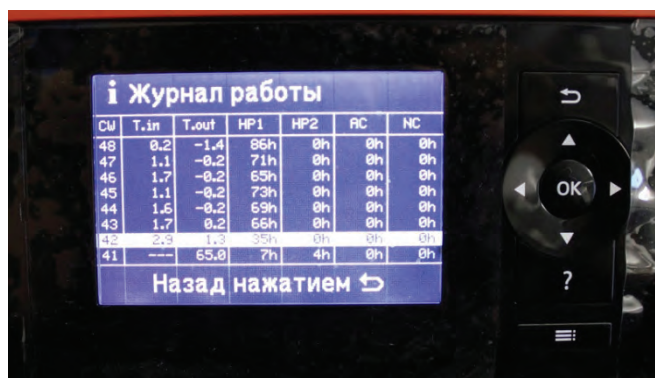 i Журнал работы
CW T.in T.out HP1 HP2 AC NC
48 0.2 -1.4 86h 0h 0h 0h
47 1.1 -0.2 71h 0h 0h 0h
46 1.7 -0.2 65h 0h 0h 0h
45 1.1 -0.2 73h 0h 0h 0h
44 1.6 -0.2 69h 0h 0h 0h
43 1.7 0.2 66h 0h 0h 0h
42 2.9 1.3 35h 0h 0h 0h
41 --- 65.0 7h 4h 0h 0h
Назад нажатием
OK
?